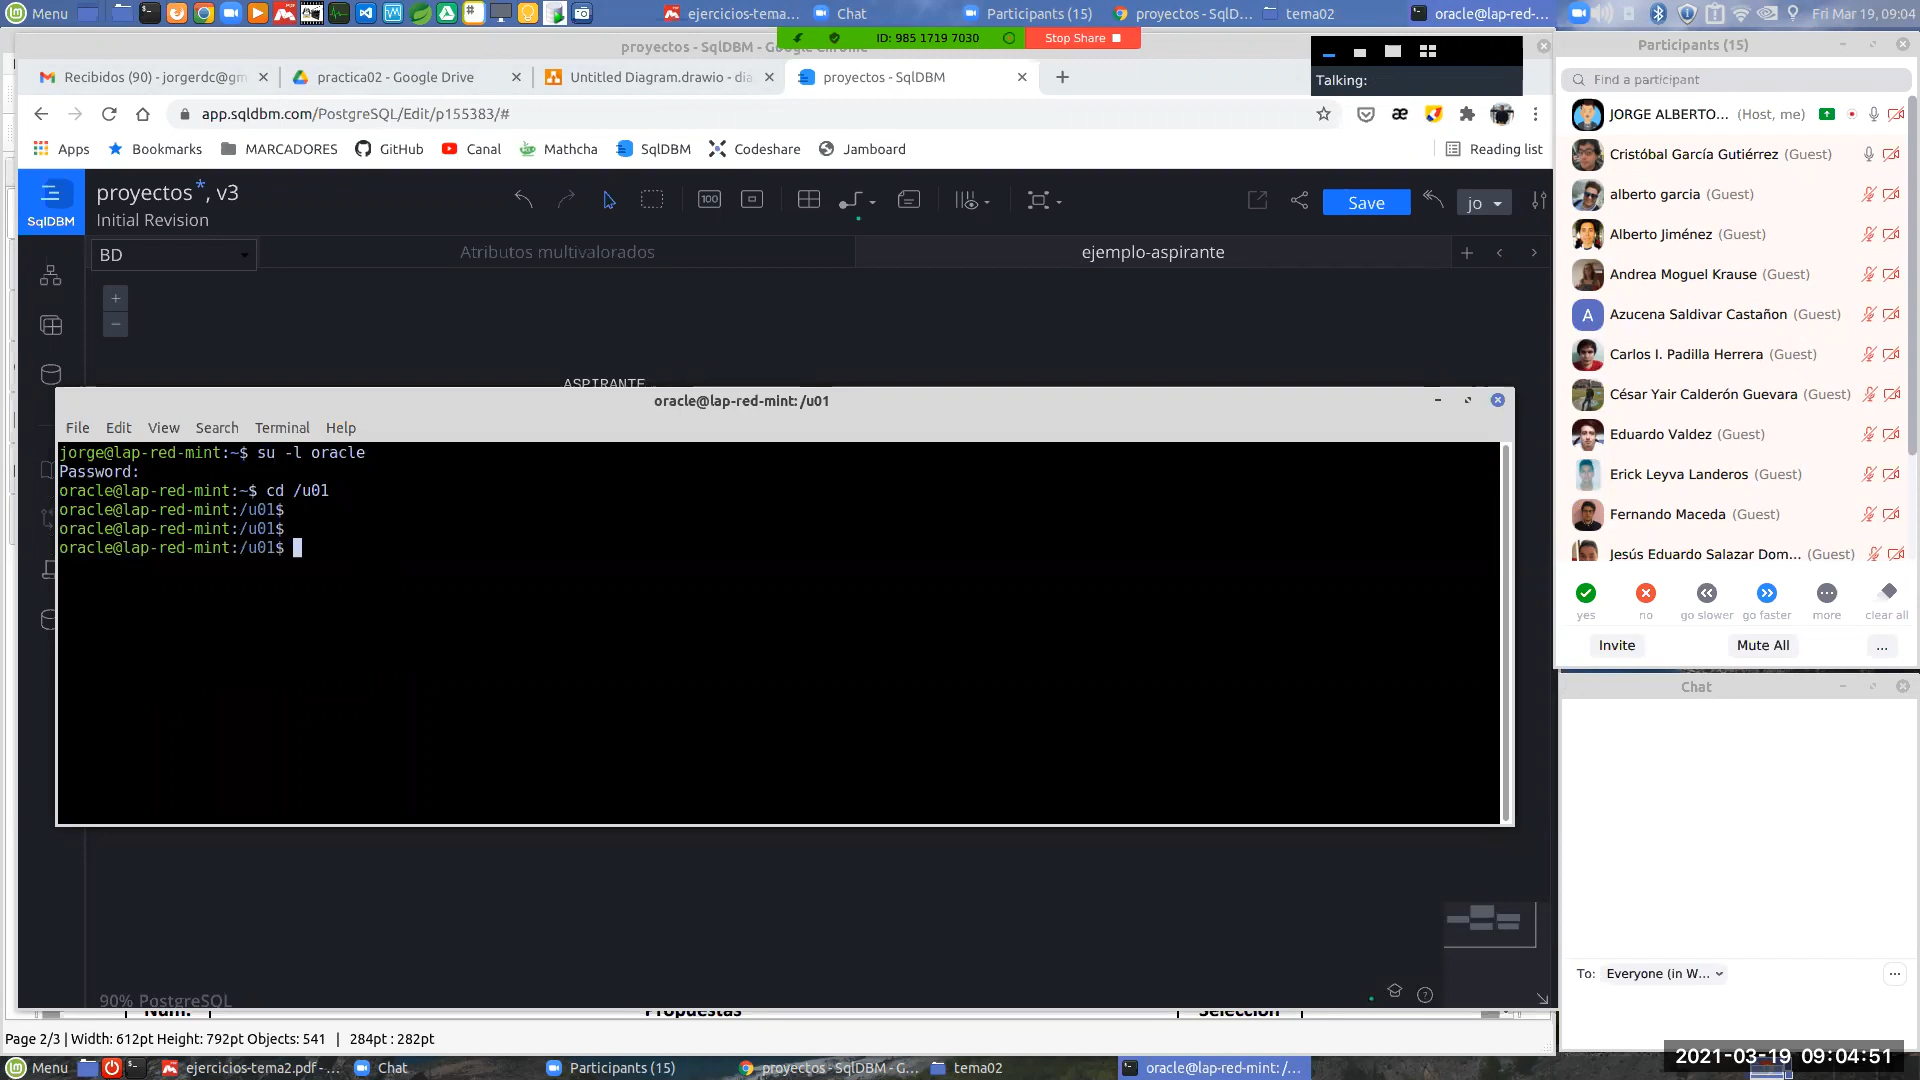 Menu
ejercicios-tema...
Chat
Participants (15)
proyectos - SqlD...
tema02
oracle@lap-red-...
Fri Mar 19, 09:04
proyectos - SqlDBM - Google Chrome
ID: 985 1719 7030
Stop Share
Talking:
Recibidos (90) - jorgerdc@gm
practica02 - Google Drive
Untitled Diagram.drawio - dia
proyectos - SqlDBM
app.sqldbm.com/PostgreSQL/Edit/p155383/#
Apps
Bookmarks
MARCADORES
GitHub
Canal
Mathcha
SqlDBM
Codeshare
Jamboard
Reading list
SqlDBM
proyectos*, v3
Initial Revision
100
Save
jo
BD
Atributos multivalorados
ejemplo-aspirante
ASPIRANTE
oracle@lap-red-mint: /u01
File Edit View Search Terminal Help
jorge@lap-red-mint:~$ su -l oracle
Password:
oracle@lap-red-mint:~$ cd /u01
oracle@lap-red-mint:/u01$
oracle@lap-red-mint:/u01$
oracle@lap-red-mint:/u01$
90% PostgreSQL
Num.
Propuestas
Selección
Page 2/3 | Width: 612pt Height: 792pt Objects: 541 | 284pt : 282pt
Participants (15)
Find a participant
JORGE ALBERTO... (Host, me)
Cristóbal García Gutiérrez (Guest)
alberto garcia (Guest)
Alberto Jiménez (Guest)
Andrea Moguel Krause (Guest)
A Azucena Saldivar Castañon (Guest)
Carlos I. Padilla Herrera (Guest)
César Yair Calderón Guevara (Guest)
Eduardo Valdez (Guest)
Erick Leyva Landeros (Guest)
Fernando Maceda (Guest)
Jesús Eduardo Salazar Dom... (Guest)
yes no go slower go faster more clear all
Invite
Mute All
...
Chat
To: Everyone (in W...
Menu
ejercicios-tema2.pdf - ...
Chat
Participants (15)
proyectos - SqlDBM - G...
tema02
oracle@lap-red-mint: /...
2021-03-19 09:04:51